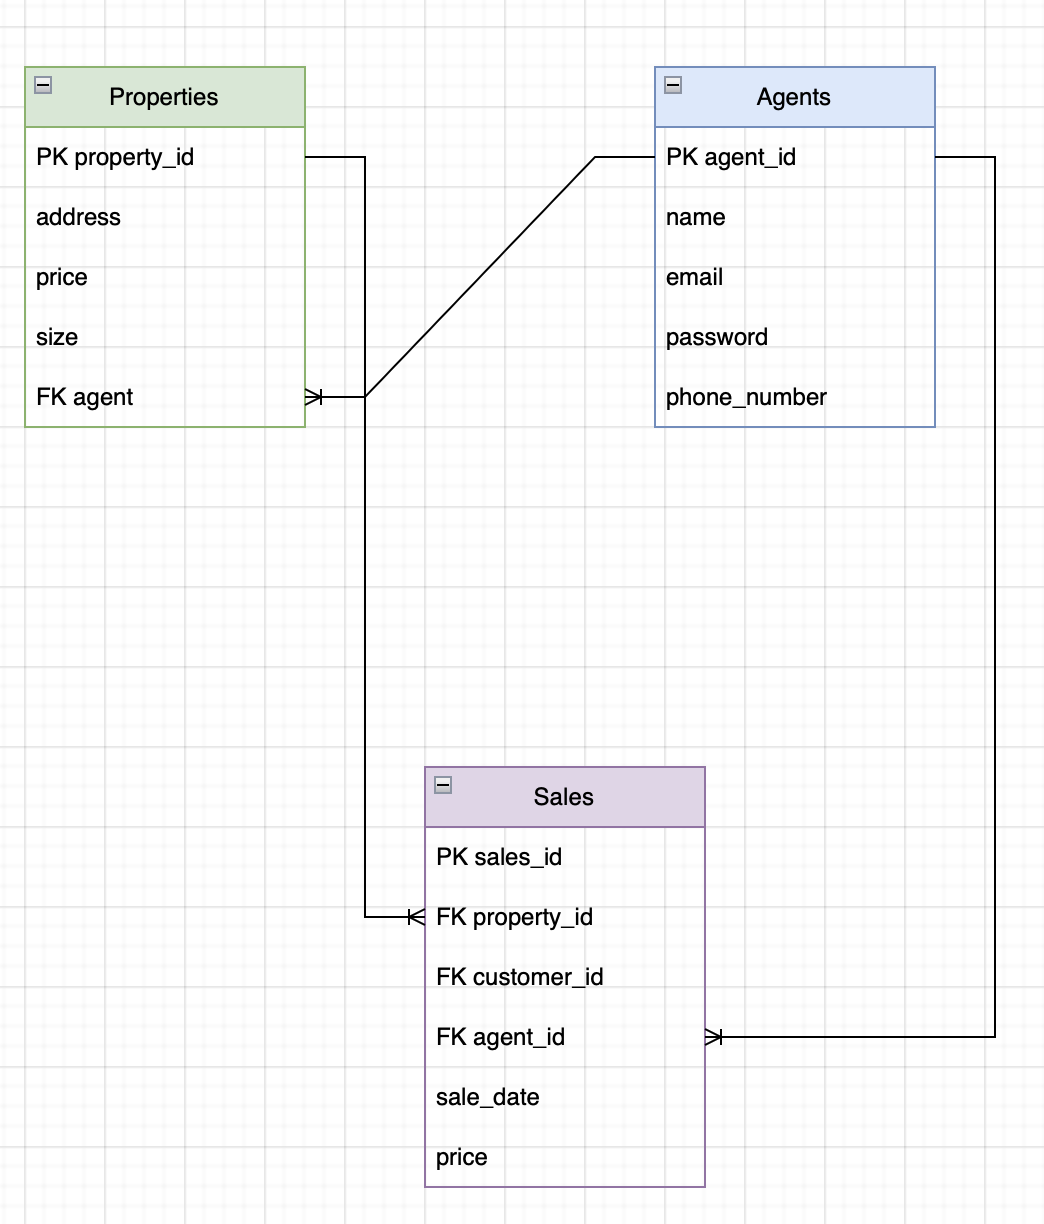 Properties
PK property_id
address
price
size
FK agent
Agents
PK agent_id
name
email
password
phone_number
Sales
PK sales_id
FK property_id
FK customer_id
FK agent_id
sale_date
price